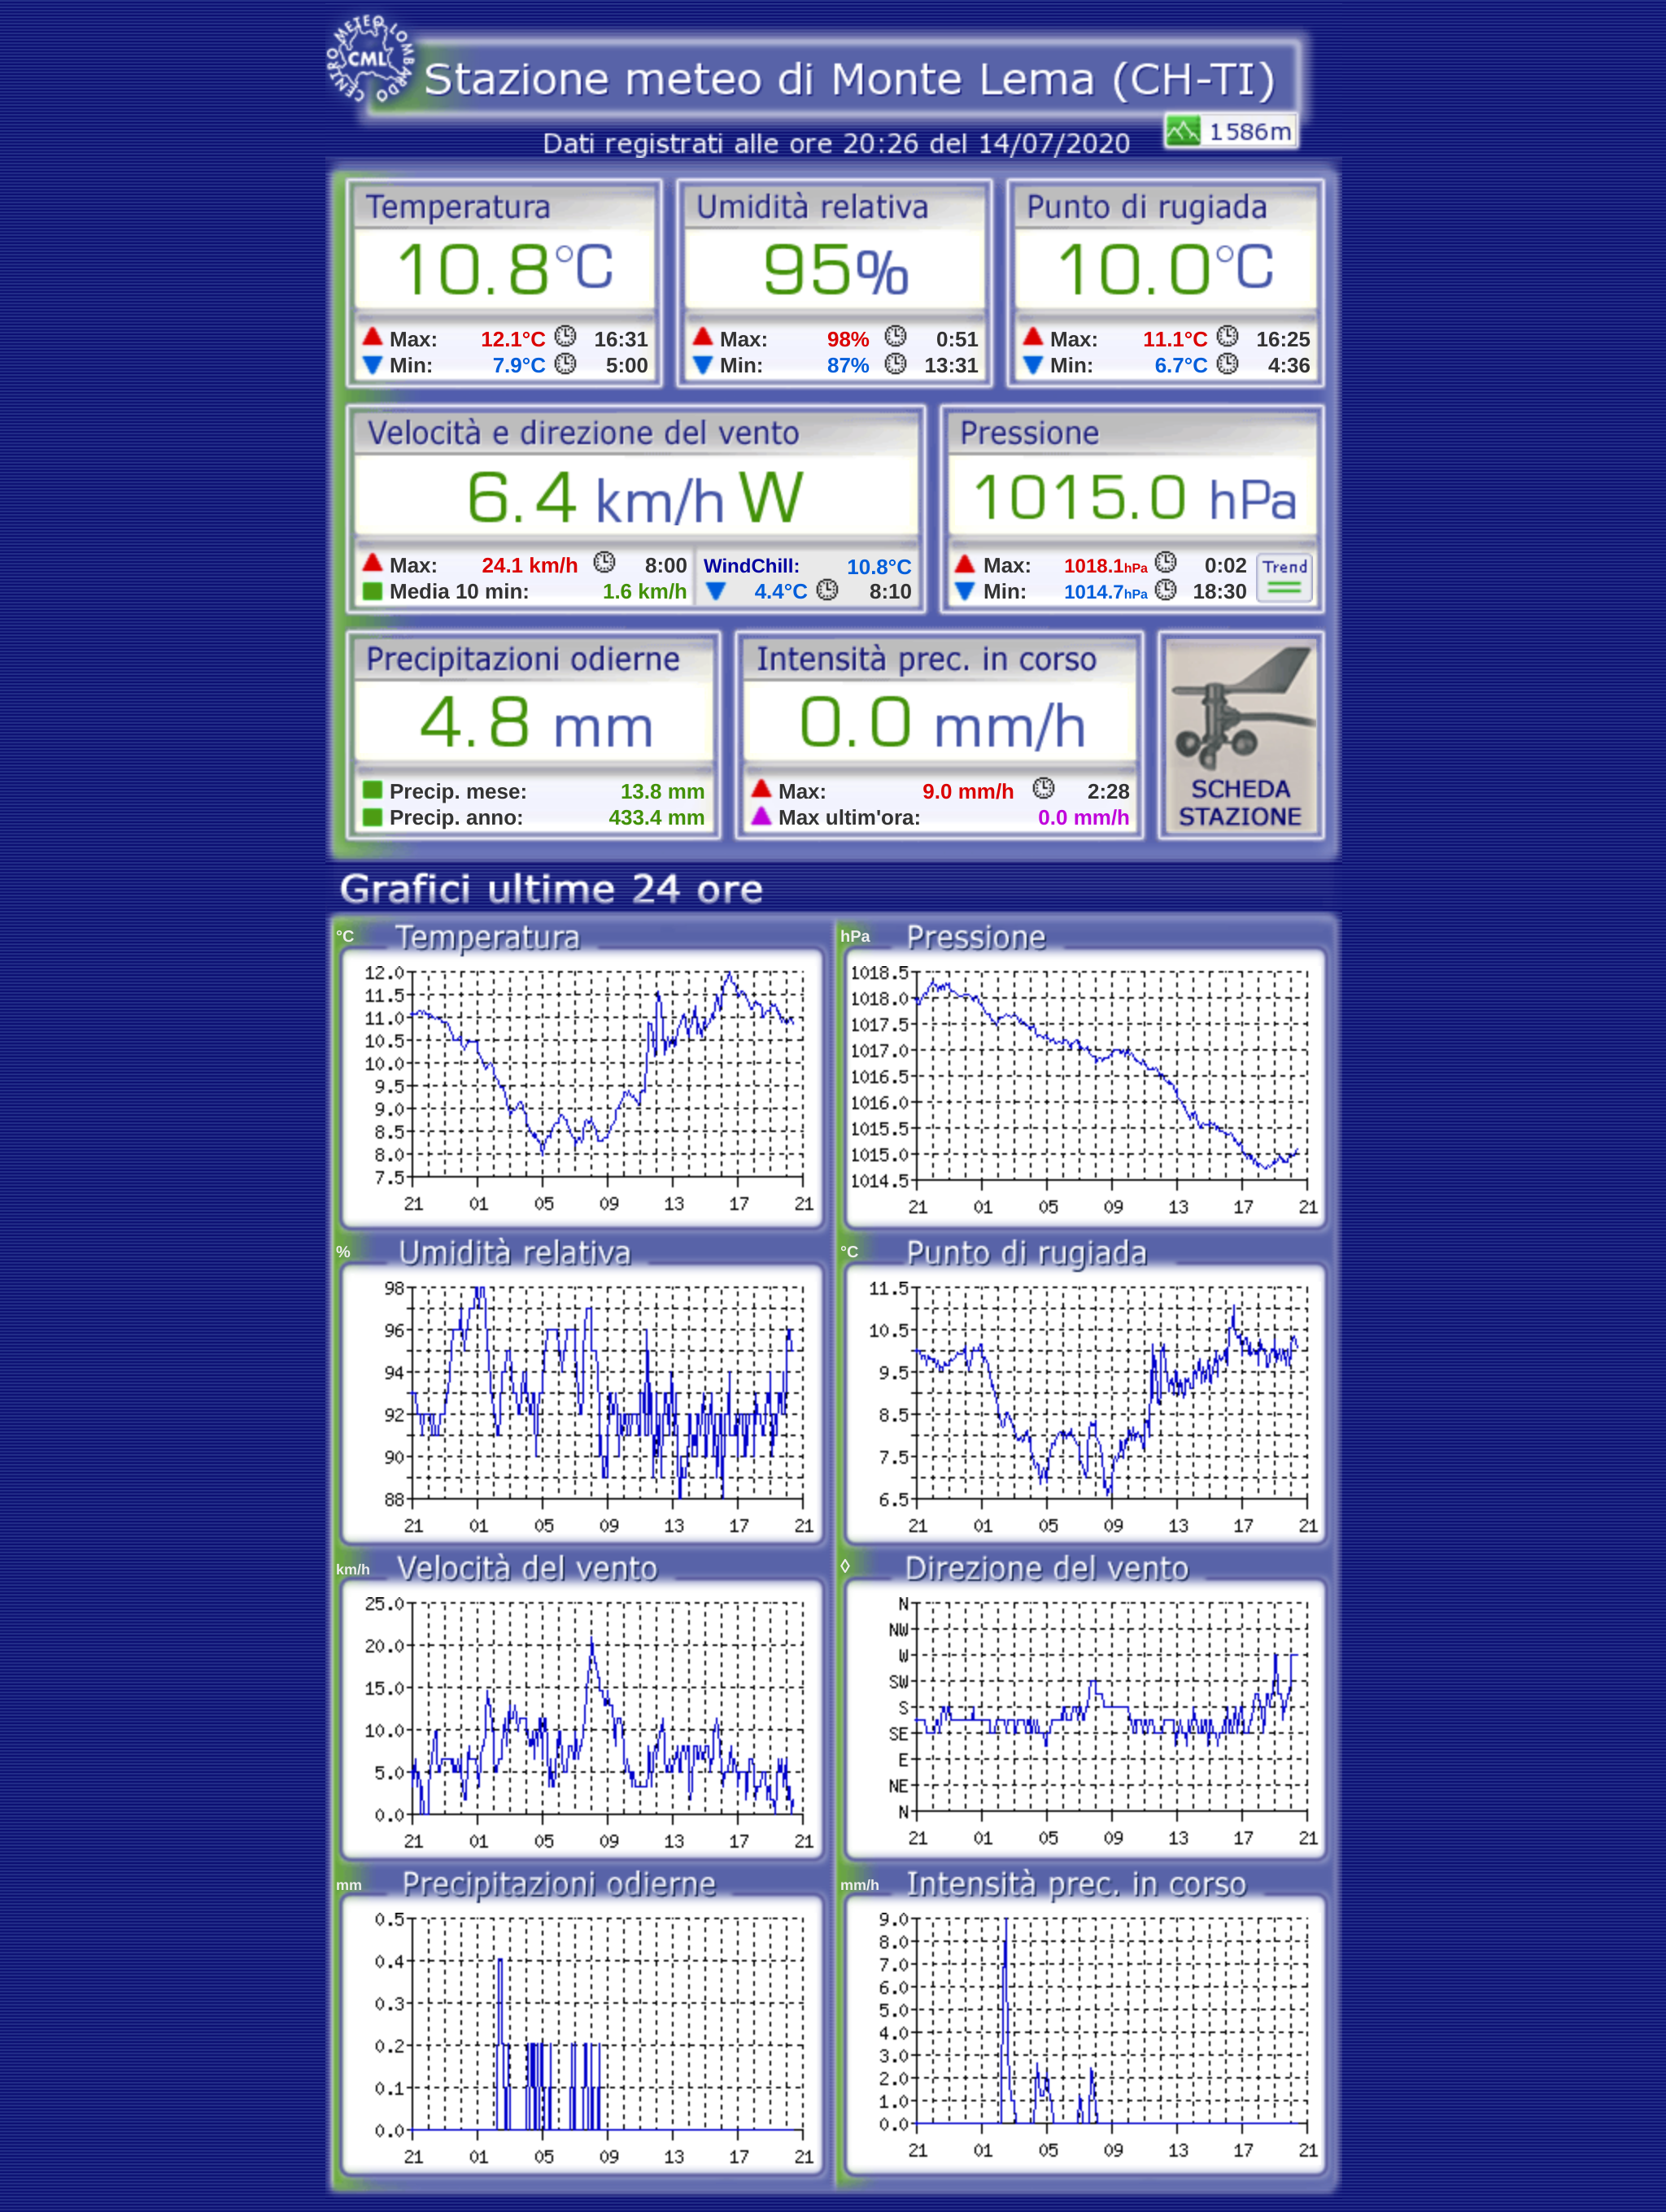 CENTRO METEO LOMBARDO
CML
Stazione meteo di Monte Lema (CH-TI)
Dati registrati alle ore 20:26 del 14/07/2020
1586m
Temperatura
10.8°C
Max: 12.1°C 16:31
Min: 7.9°C 5:00
Umidità relativa
95%
Max: 98% 0:51
Min: 87% 13:31
Punto di rugiada
10.0°C
Max: 11.1°C 16:25
Min: 6.7°C 4:36
Velocità e direzione del vento
6.4 km/h W
Max: 24.1 km/h 8:00
Media 10 min: 1.6 km/h
WindChill: 10.8°C
4.4°C 8:10
Pressione
1015.0 hPa
Max: 1018.1hPa 0:02
Min: 1014.7hPa 18:30
Trend
Precipitazioni odierne
4.8 mm
Precip. mese: 13.8 mm
Precip. anno: 433.4 mm
Intensità prec. in corso
0.0 mm/h
Max: 9.0 mm/h 2:28
Max ultim'ora: 0.0 mm/h
SCHEDA
STAZIONE
Grafici ultime 24 ore
°C Temperatura
12.0
11.5
11.0
10.5
10.0
9.5
9.0
8.5
8.0
7.5
21 01 05 09 13 17 21
hPa Pressione
1018.5
1018.0
1017.5
1017.0
1016.5
1016.0
1015.5
1015.0
1014.5
21 01 05 09 13 17 21
% Umidità relativa
98
96
94
92
90
88
21 01 05 09 13 17 21
°C Punto di rugiada
11.5
10.5
9.5
8.5
7.5
6.5
21 01 05 09 13 17 21
km/h Velocità del vento
25.0
20.0
15.0
10.0
5.0
0.0
21 01 05 09 13 17 21
◊ Direzione del vento
N
NW
W
SW
S
SE
E
NE
N
21 01 05 09 13 17 21
mm Precipitazioni odierne
0.5
0.4
0.3
0.2
0.1
0.0
21 01 05 09 13 17 21
mm/h Intensità prec. in corso
9.0
8.0
7.0
6.0
5.0
4.0
3.0
2.0
1.0
0.0
21 01 05 09 13 17 21